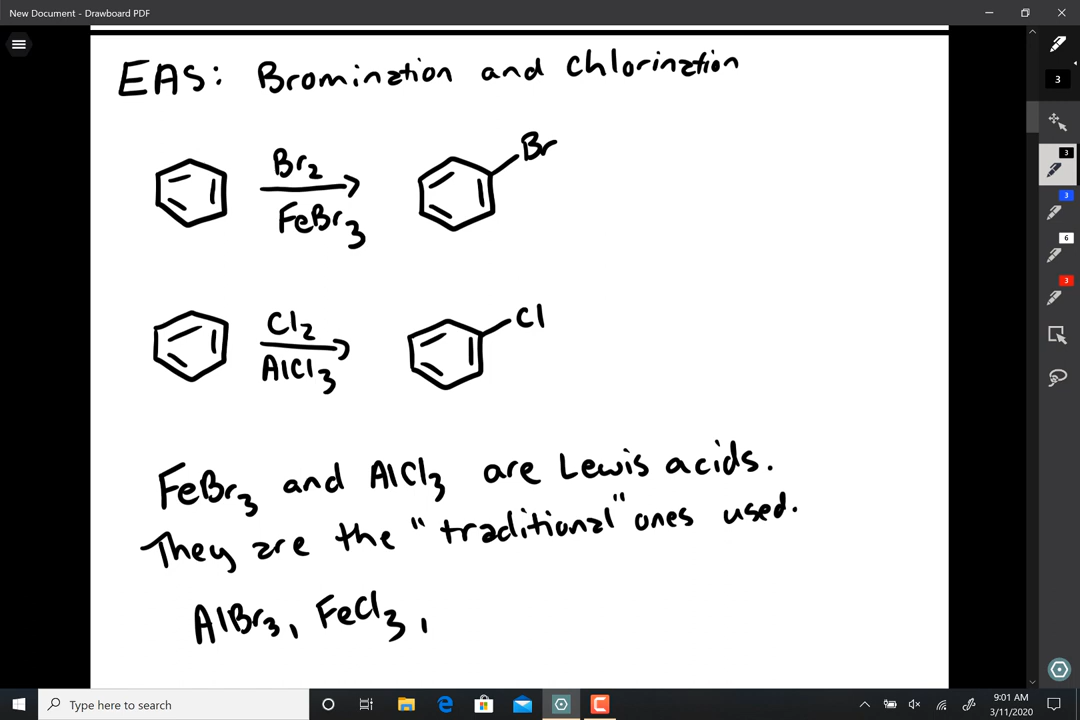 New Document - Drawboard PDF
EAS: Bromination and chlorination
Br2
FeBr3
Br
Cl2
AlCl3
Cl
FeBr3 and AlCl3 are Lewis acids.
They are the "traditional" ones used.
AlBr3, FeCl3,
3
3
3
6
3
Type here to search
9:01 AM
3/11/2020